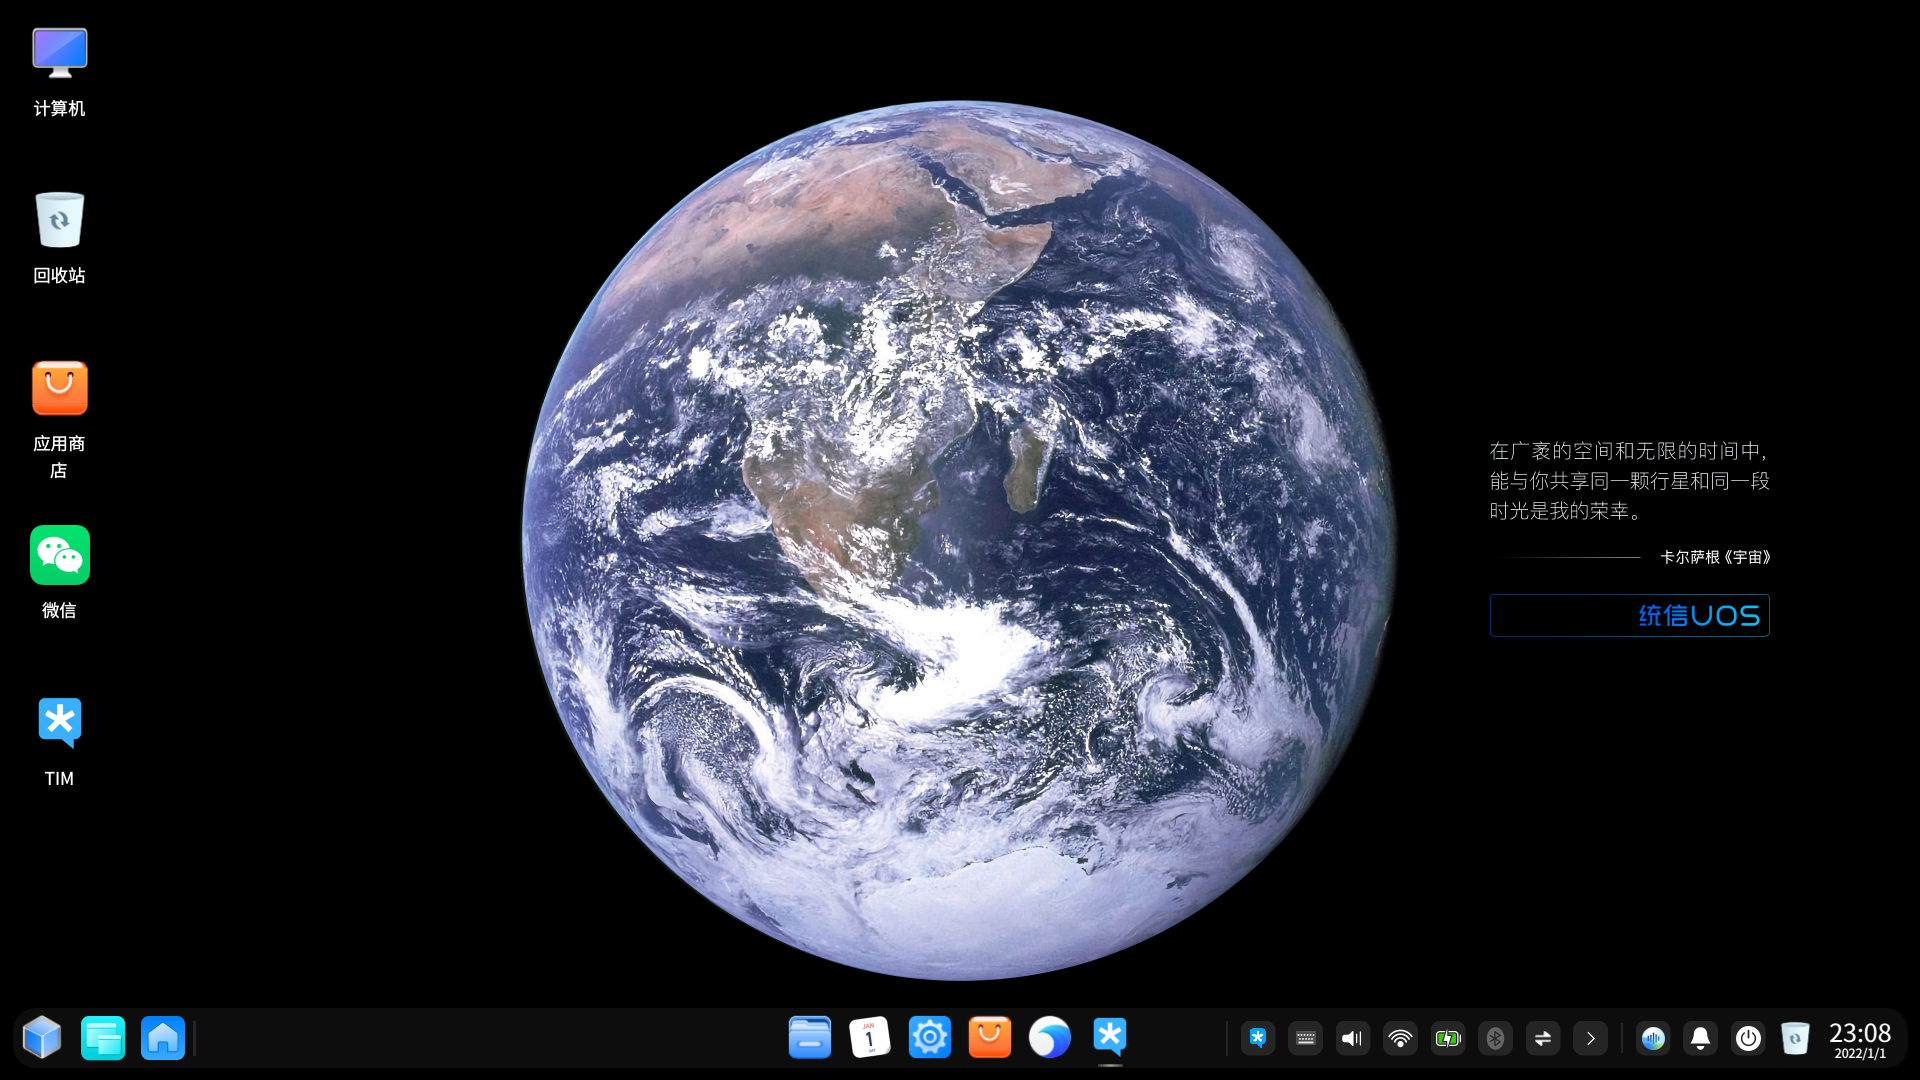 计算机
回收站
应用商
店
微信
TIM
在广袤的空间和无限的时间中,
能与你共享同一颗行星和同一段
时光是我的荣幸。
卡尔萨根《宇宙》
统信UOS
JAN
1
23:08
2022/1/1